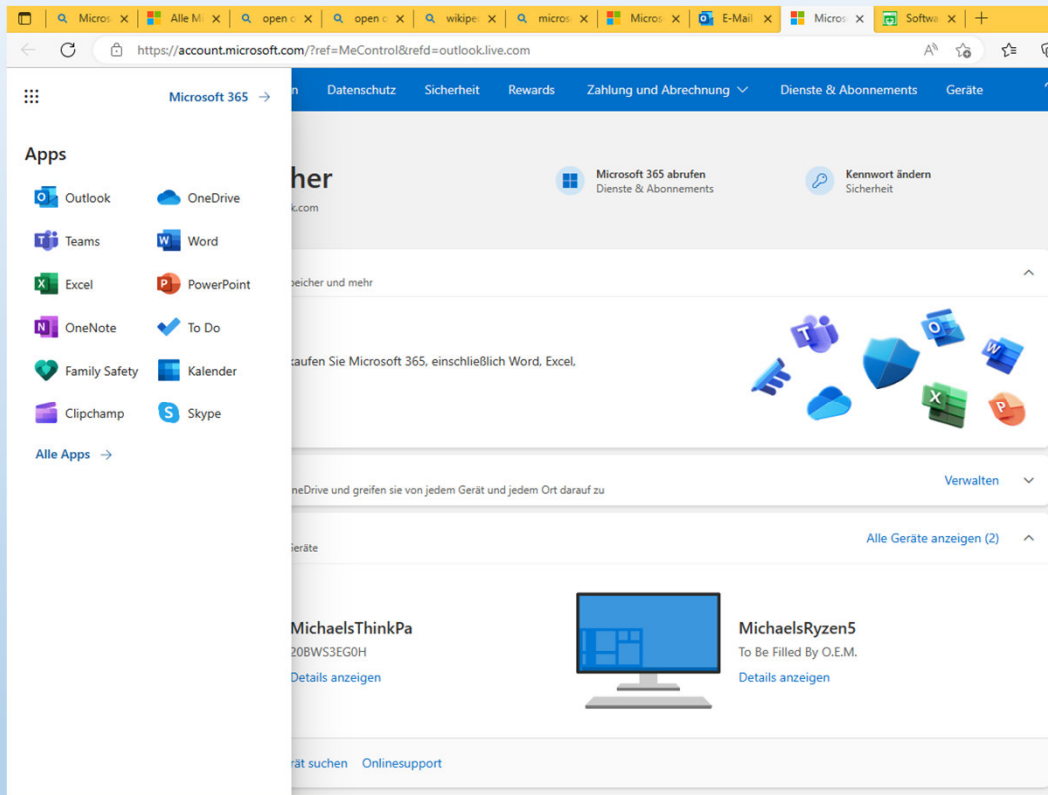 Micros
Alle Mi
open o
open o
wikipe
micros
Micros
E-Mail
Micros
Softwa
https://account.microsoft.com/?ref=MeControl&refd=outlook.live.com
Microsoft 365
Datenschutz
Sicherheit
Rewards
Zahlung und Abrechnung
Dienste & Abonnements
Geräte
Apps
Outlook
OneDrive
Teams
Word
Excel
PowerPoint
OneNote
To Do
Family Safety
Kalender
Clipchamp
Skype
Alle Apps
her
k.com
Microsoft 365 abrufen
Dienste & Abonnements
Kennwort ändern
Sicherheit
peicher und mehr
kaufen Sie Microsoft 365, einschließlich Word, Excel,
neDrive und greifen sie von jedem Gerät und jedem Ort darauf zu
Verwalten
Geräte
Alle Geräte anzeigen (2)
MichaelsThinkPa
20BWS3EG0H
Details anzeigen
MichaelsRyzen5
To Be Filled By O.E.M.
Details anzeigen
rät suchen
Onlinesupport